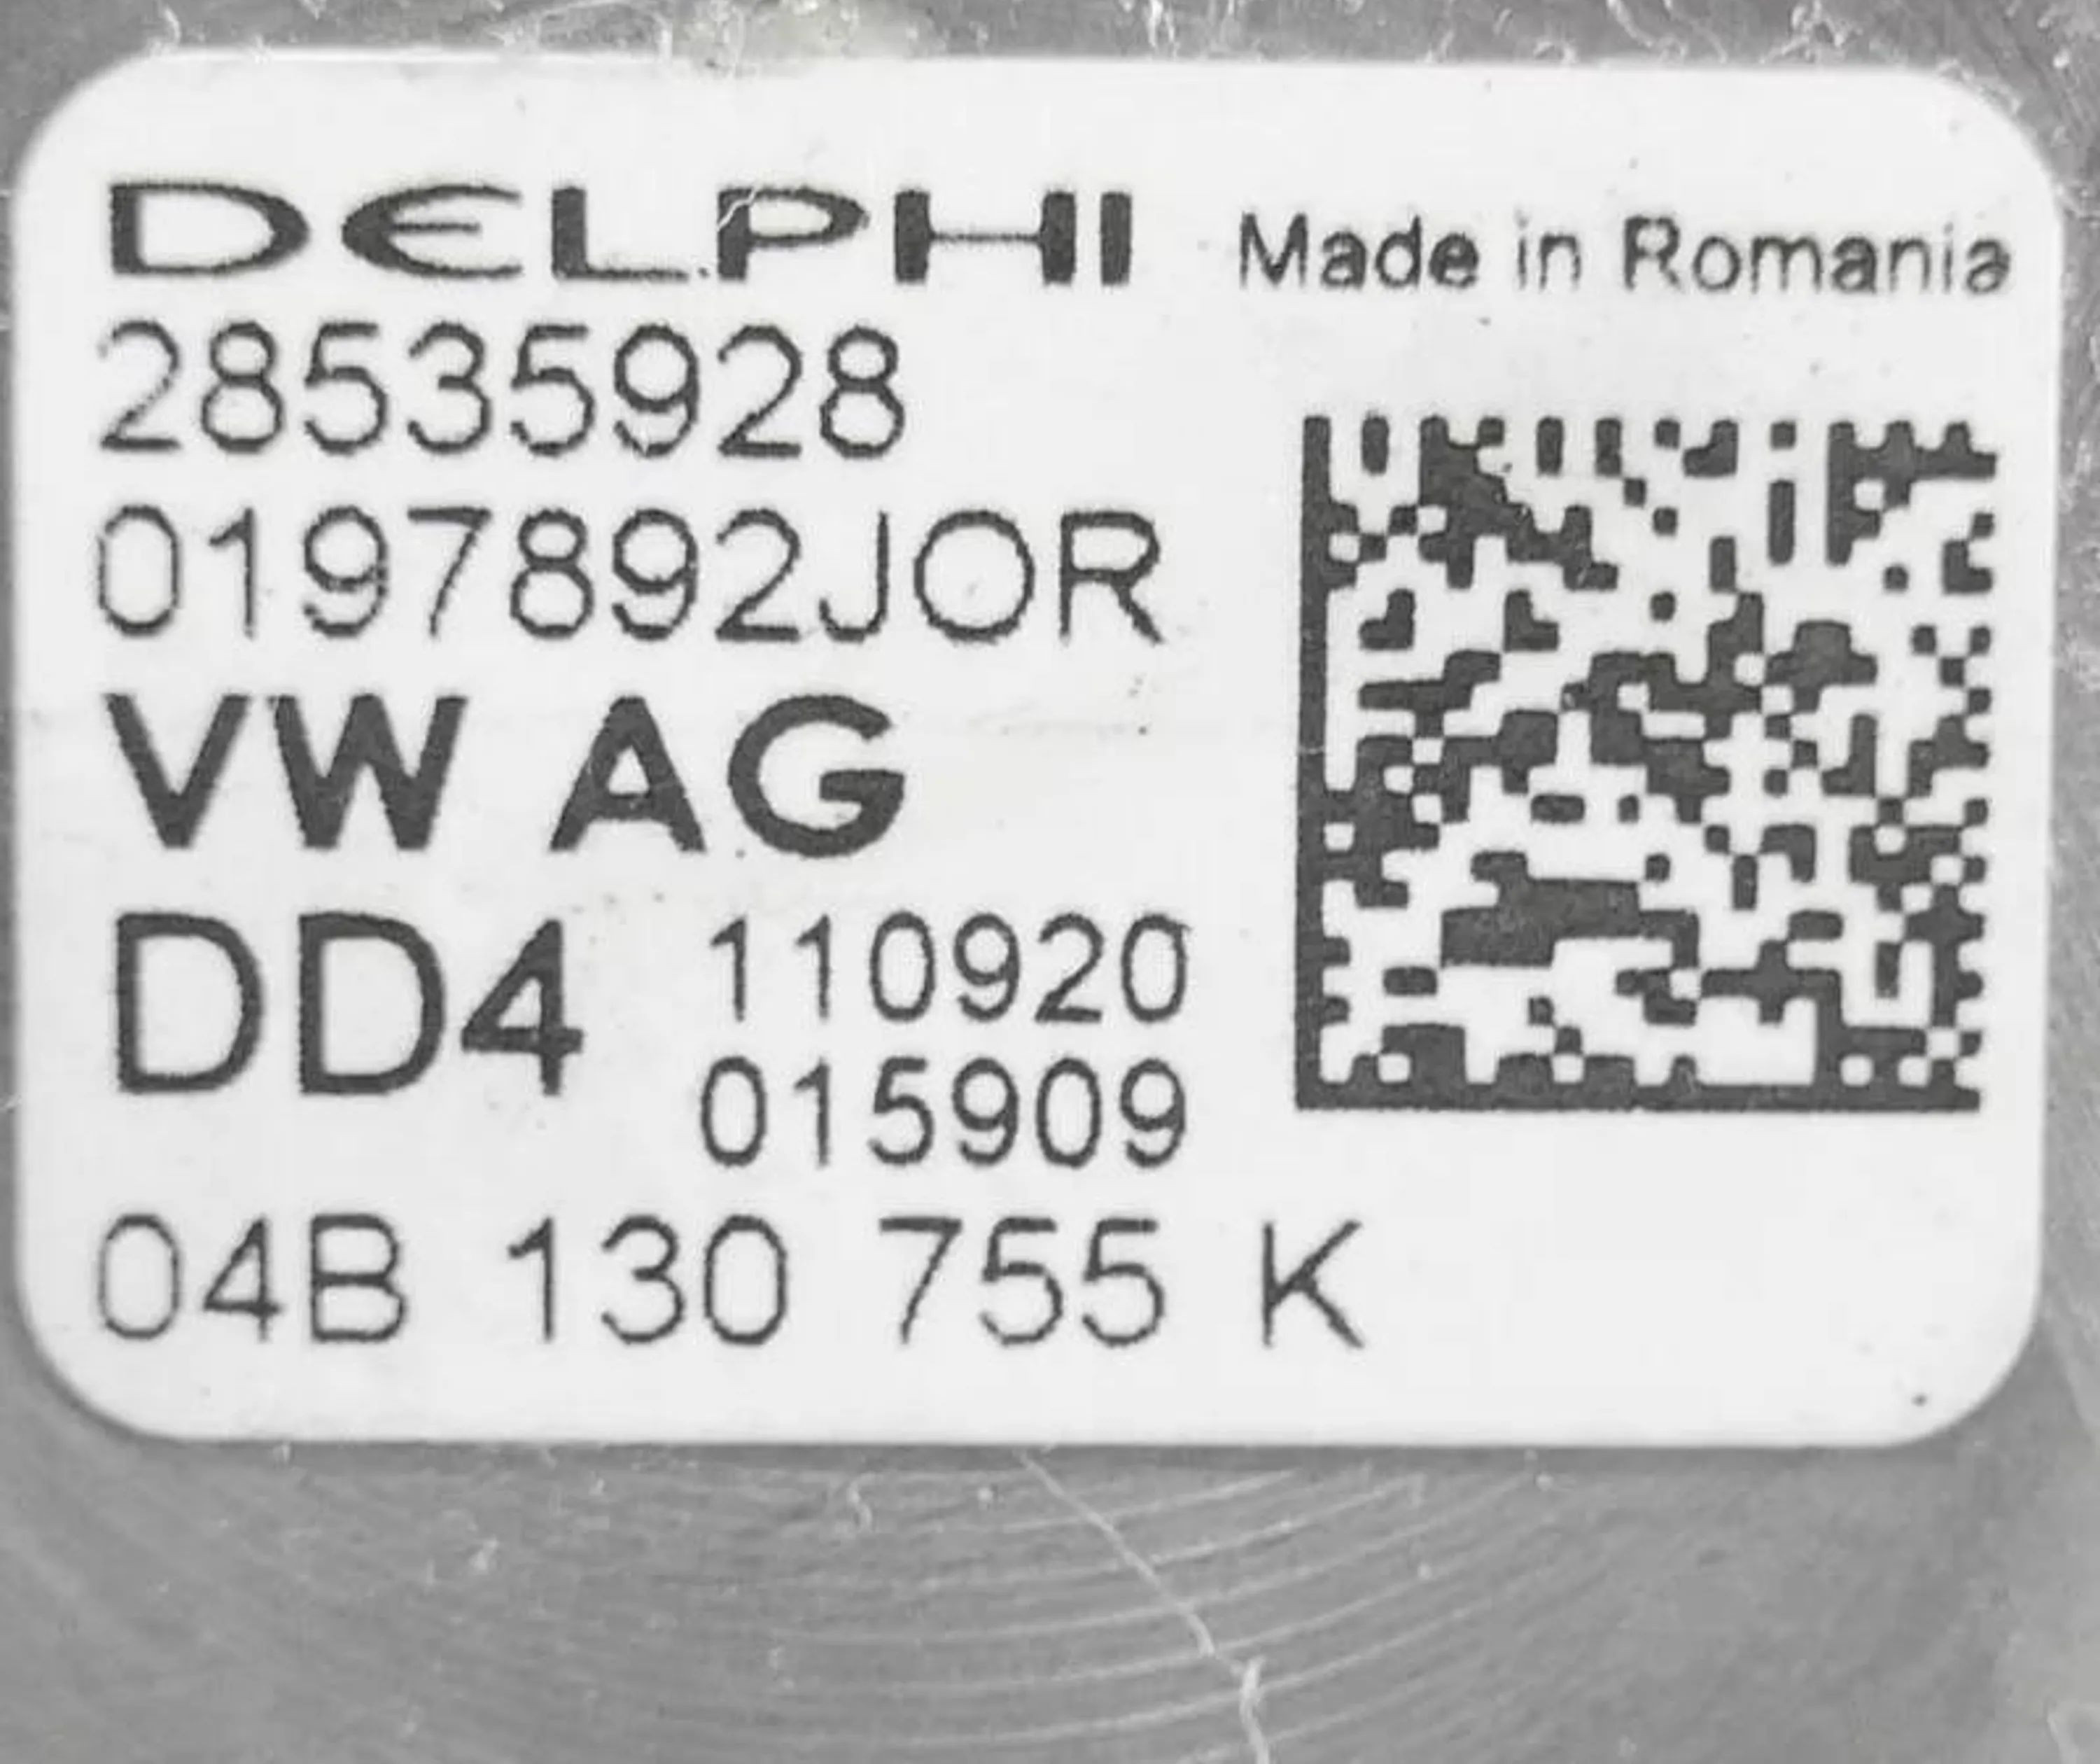 DELPHI Made in Romania
28535928
0197892JOR
VW AG
DD4 110920
015909
04B 130 755 K